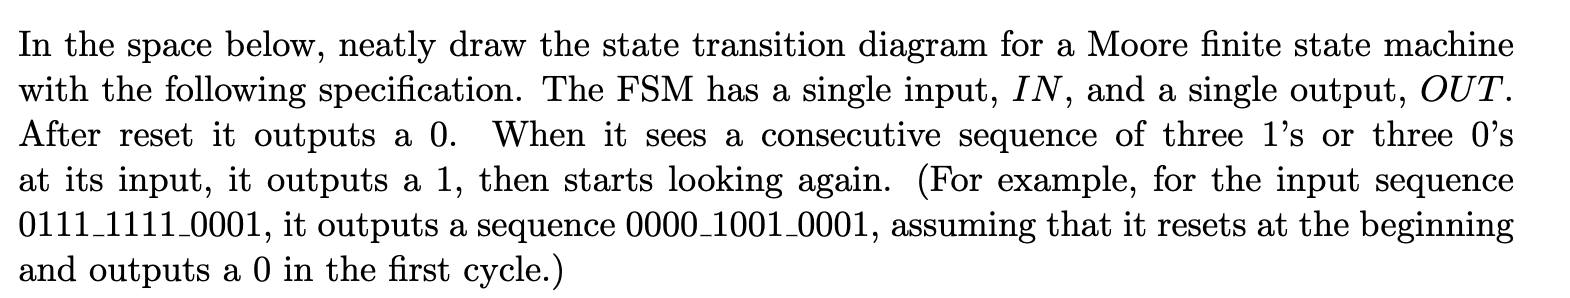 In the space below, neatly draw the state transition diagram for a Moore finite state machine
with the following specification. The FSM has a single input, IN, and a single output, OUT.
After reset it outputs a 0. When it sees a consecutive sequence of three 1's or three 0's
at its input, it outputs a 1, then starts looking again. (For example, for the input sequence
0111_1111_0001, it outputs a sequence 0000_1001_0001, assuming that it resets at the beginning
and outputs a 0 in the first cycle.)